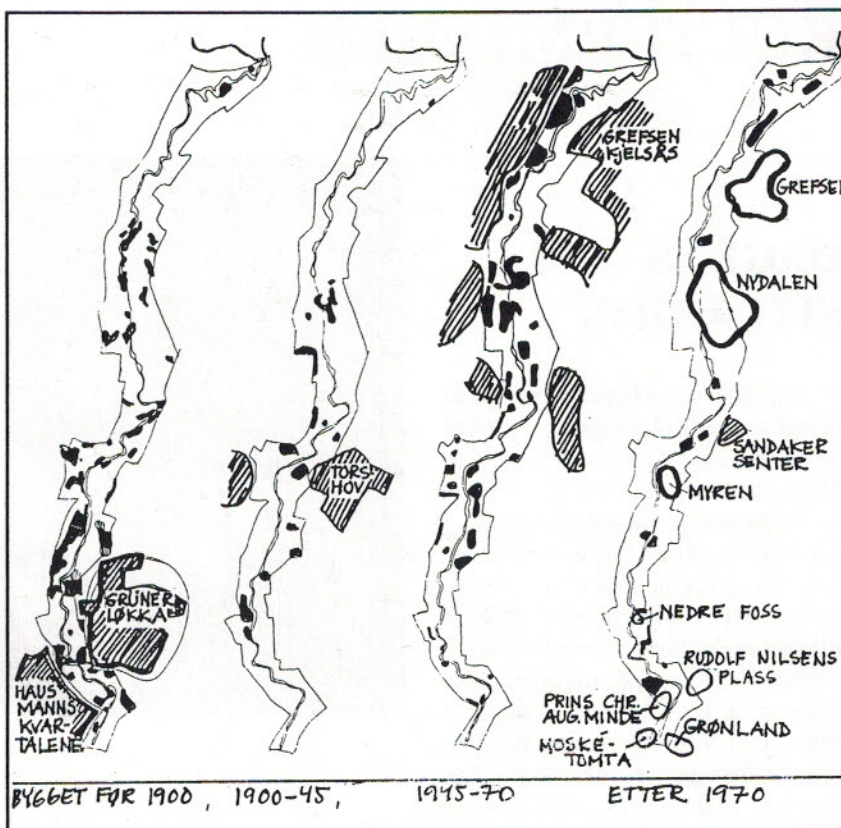 GREFSEN
KJELSÅS
GREFSEN
NYDALEN
SANDAKER
SENTER
TORS
HOV
MYREN
GRÜNER
LØKKA
NEDRE FOSS
RUDOLF NILSENS
PLASS
HAUS
MANNS
KVAR-
TALENE
PRINS CHR.
AUG. MINDE
GRØNLAND
MOSKÉ-
TOMTA
BYGGET FØR 1900, 1900-45, 1945-70 ETTER 1970